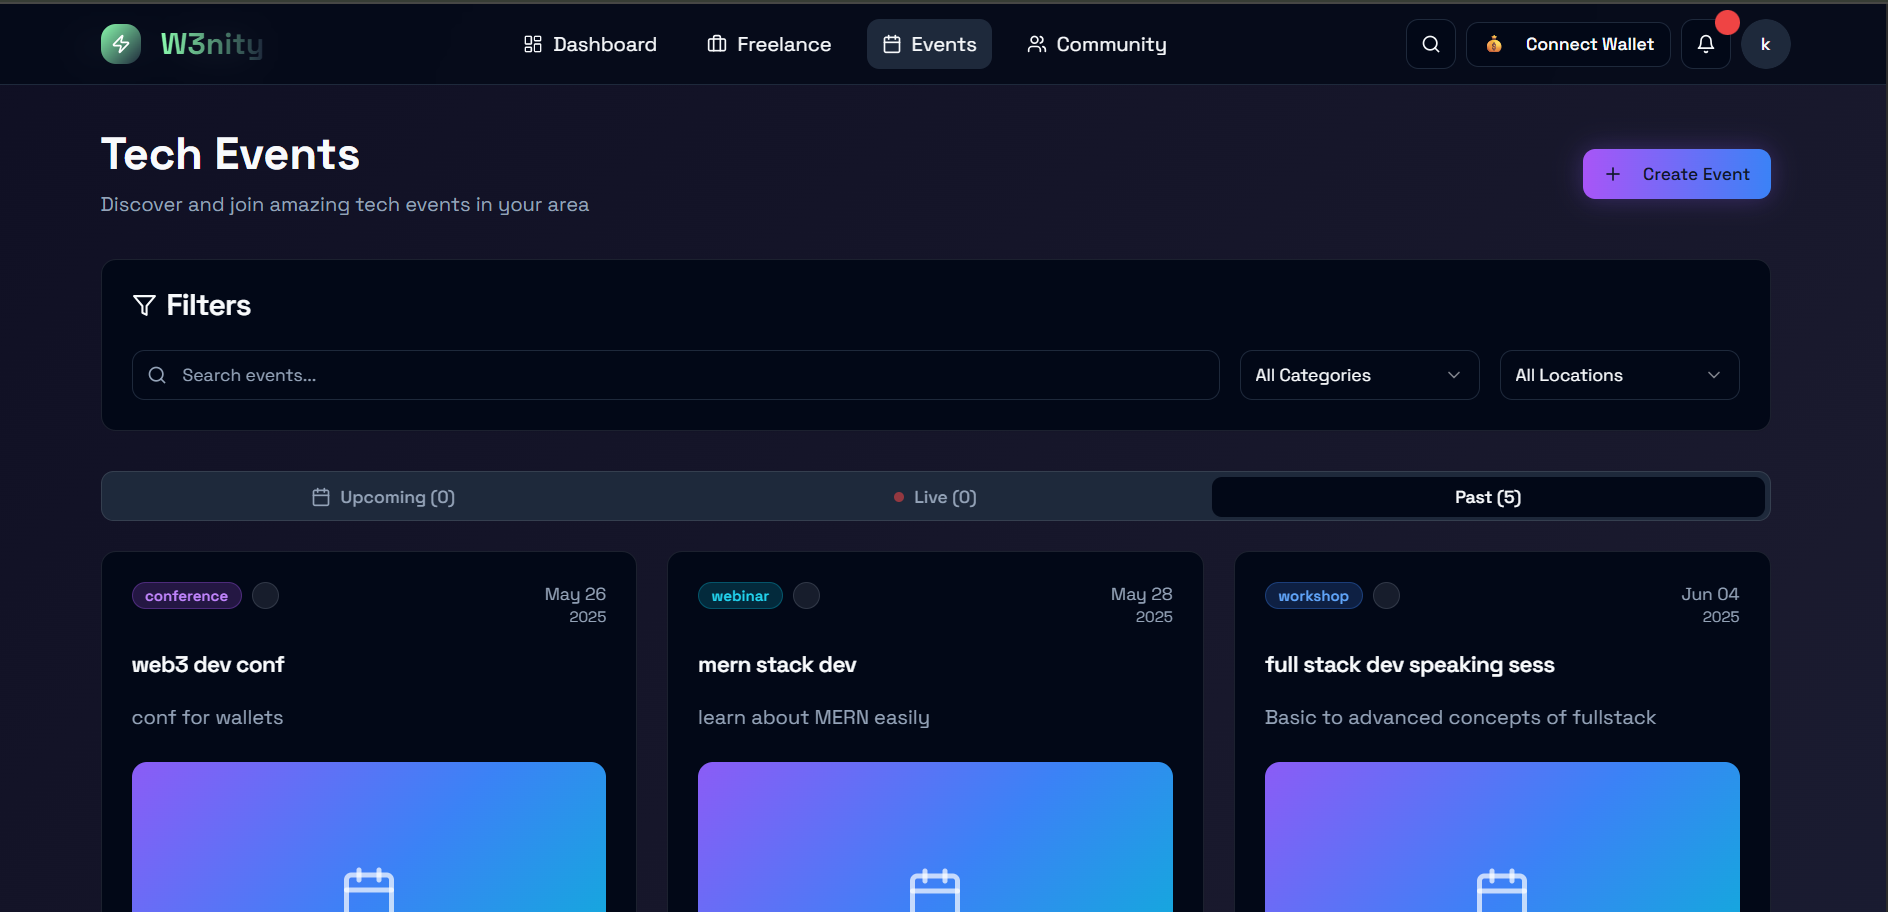 W3nity
Dashboard
Freelance
Events
Community
Connect Wallet
k
Tech Events
Discover and join amazing tech events in your area
Create Event
Filters
Search events...
All Categories
All Locations
Upcoming (0)
Live (0)
Past (5)
conference
May 26
2025
web3 dev conf
conf for wallets
webinar
May 28
2025
mern stack dev
learn about MERN easily
workshop
Jun 04
2025
full stack dev speaking sess
Basic to advanced concepts of fullstack